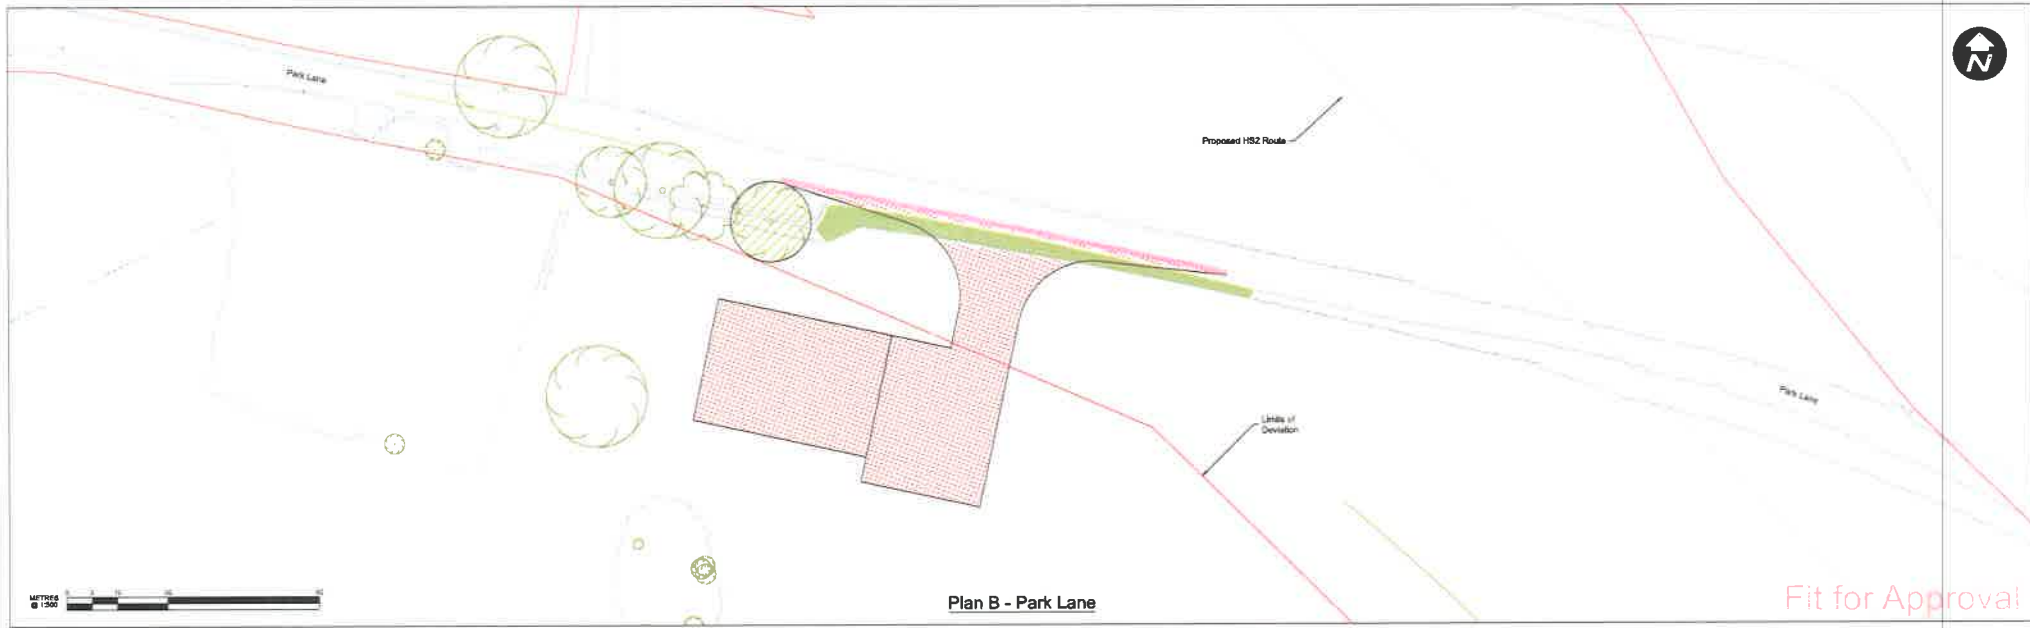 N
Park Lane
Proposed HS2 Route
Park Lane
Limits of
Deviation
METRES
@ 1:500
Plan B - Park Lane
Fit for Approval